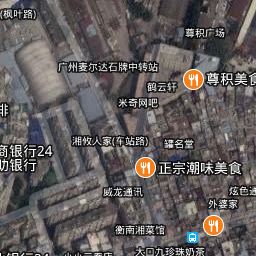 (枫叶路)
尊积广场
广州麦尔达石牌中转站
尊积美食
鹤云轩
米奇网吧
湘攸人家(车站路)
罐名堂
商银行24
助银行
正宗潮味美食
威龙通讯
炫色通
外婆家
衡南湘菜馆
大口九珍珠奶茶